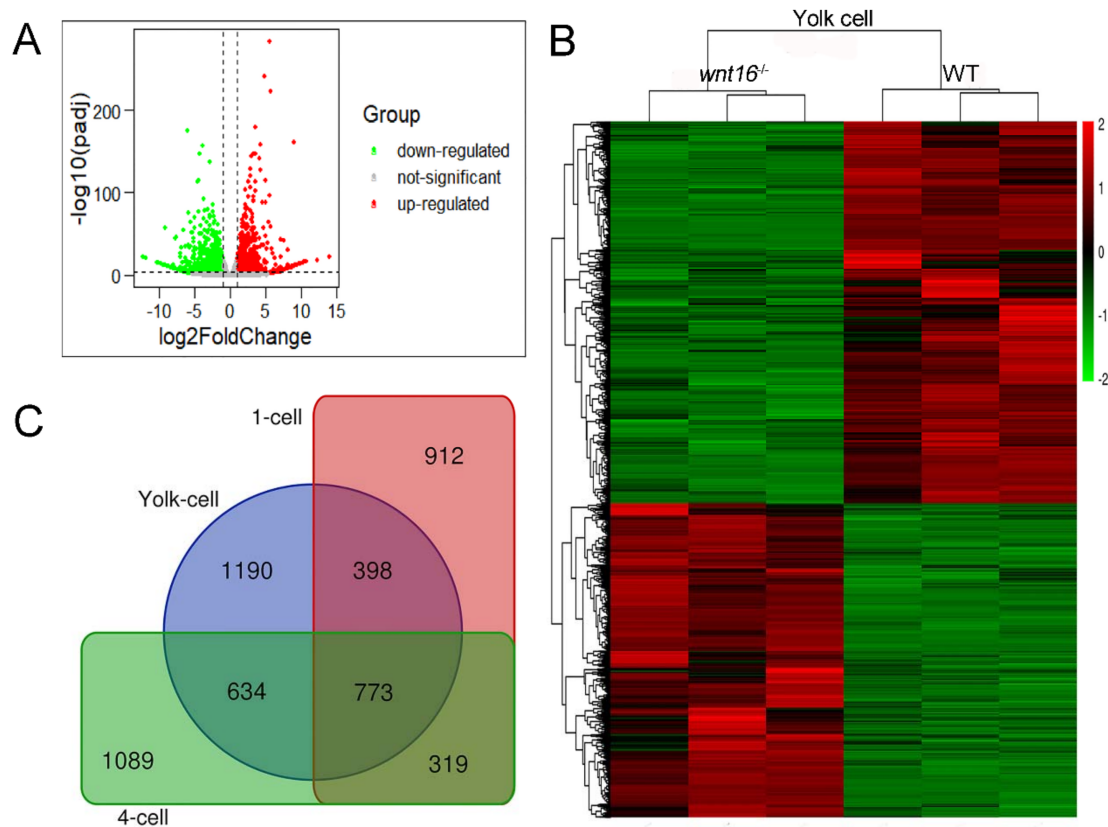 A
-log10(padj)
200
100
0
-10
-5
0
5
10
15
log2FoldChange
Group
down-regulated
not-significant
up-regulated
B
Yolk cell
wnt16-/-
WT
2
1
0
-1
-2
C
1-cell
912
Yolk-cell
1190
398
634
773
1089
319
4-cell